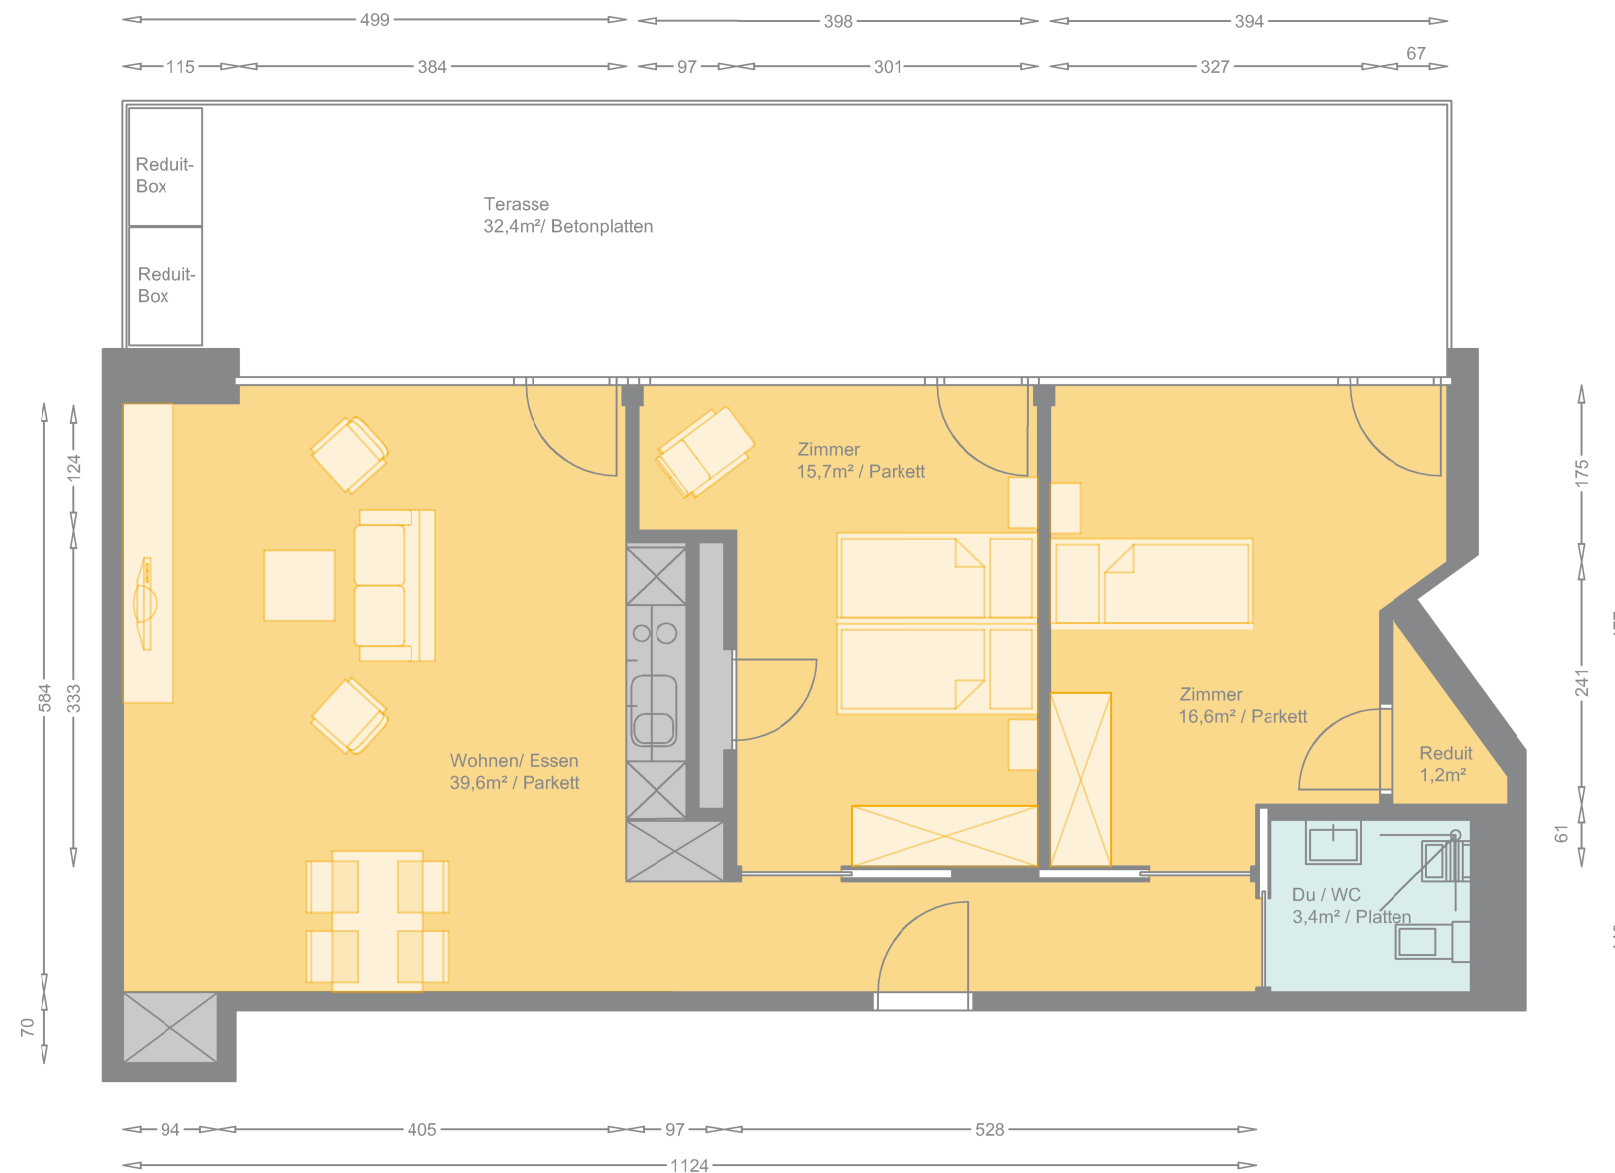 499
398
394
115
384
97
301
327
67
Reduit-
Box
Terasse
32,4m²/ Betonplatten
Reduit-
Box
Zimmer
15,7m² / Parkett
124
175
584
333
241
Zimmer
16,6m² / Parkett
Wohnen/ Essen
39,6m² / Parkett
Reduit
1,2m²
61
Du / WC
3,4m² / Platten
70
94
405
97
528
1124